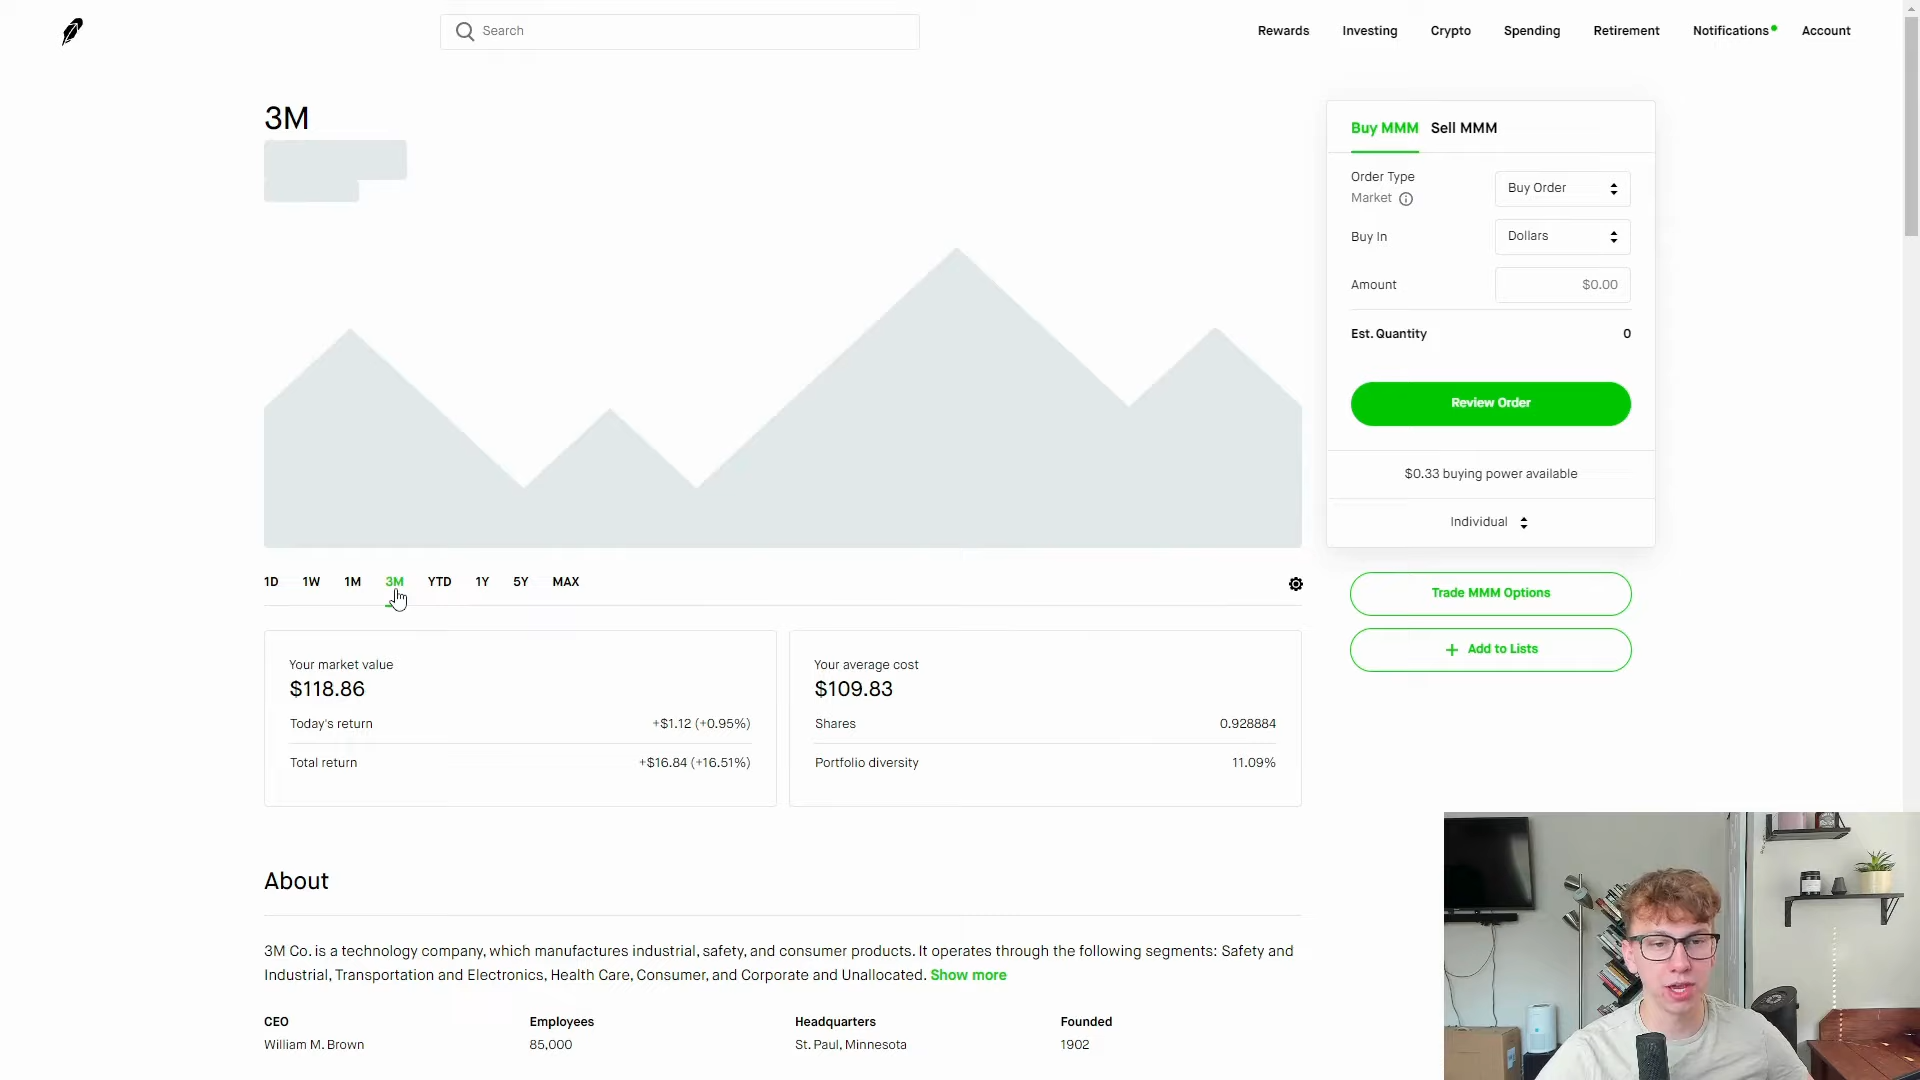 Search
Rewards
Investing
Crypto
Spending
Retirement
Notifications
Account
3M
Buy MMM
Sell MMM
Order Type
Market
Buy Order
Buy In
Dollars
Amount
$0.00
Est. Quantity
0
Review Order
$0.33 buying power available
Individual
1D
1W
1M
3M
YTD
1Y
5Y
MAX
Trade MMM Options
+ Add to Lists
Your market value
$118.86
Today's return
+$1.12 (+0.95%)
Total return
+$16.84 (+16.51%)
Your average cost
$109.83
Shares
0.928884
Portfolio diversity
11.09%
About
3M Co. is a technology company, which manufactures industrial, safety, and consumer products. It operates through the following segments: Safety and
Industrial, Transportation and Electronics, Health Care, Consumer, and Corporate and Unallocated. Show more
CEO
William M. Brown
Employees
85,000
Headquarters
St. Paul, Minnesota
Founded
1902